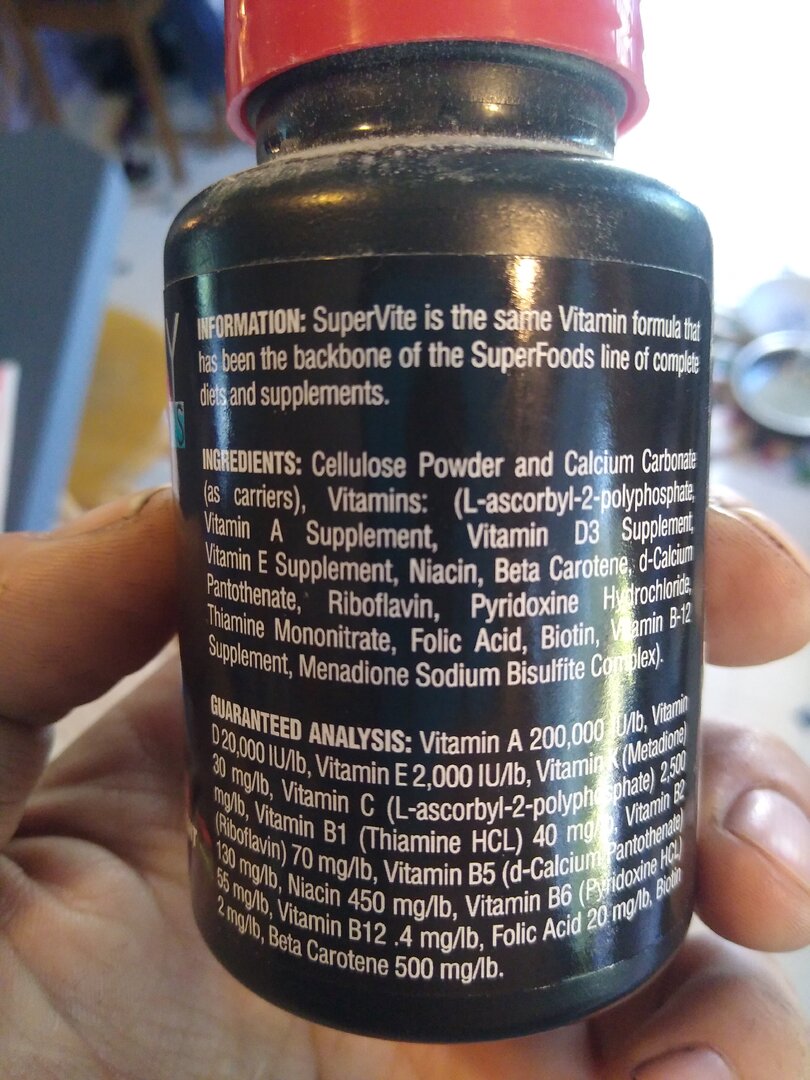 Y
S
INFORMATION: SuperVite is the same Vitamin formula that
has been the backbone of the SuperFoods line of complete
diets and supplements.
INGREDIENTS: Cellulose Powder and Calcium Carbonate
(as carriers), Vitamins: (L-ascorbyl-2-polyphosphate,
Vitamin A Supplement, Vitamin D3 Supplement,
Vitamin E Supplement, Niacin, Beta Carotene, d-Calcium
Pantothenate, Riboflavin, Pyridoxine Hydrochloride,
Thiamine Mononitrate, Folic Acid, Biotin, Vitamin B-12
Supplement, Menadione Sodium Bisulfite Complex).
GUARANTEED ANALYSIS: Vitamin A 200,000 IU/lb, Vitamin
D 20,000 IU/lb, Vitamin E 2,000 IU/lb, Vitamin K (Metadione)
30 mg/lb, Vitamin C (L-ascorbyl-2-polyphosphate) 2,500
mg/lb, Vitamin B1 (Thiamine HCL) 40 mg/lb, Vitamin B2
(Riboflavin) 70 mg/lb, Vitamin B5 (d-Calcium Pantothenate)
130 mg/lb, Niacin 450 mg/lb, Vitamin B6 (Pyridoxine HCL)
55 mg/lb, Vitamin B12 .4 mg/lb, Folic Acid 20 mg/lb, Biotin
2 mg/lb, Beta Carotene 500 mg/lb.